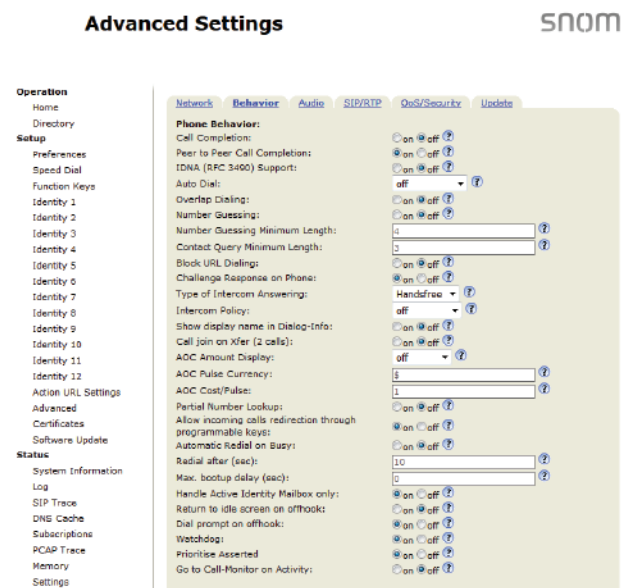 Advanced Settings
snom
Operation
Home
Directory
Setup
Preferences
Speed Dial
Function Keys
Identity 1
Identity 2
Identity 3
Identity 4
Identity 5
Identity 6
Identity 7
Identity 8
Identity 9
Identity 10
Identity 11
Identity 12
Action URL Settings
Advanced
Certificates
Software Update
Status
System Information
Log
SIP Trace
DNS Cache
Subscriptions
PCAP Trace
Memory
Settings
Network Behavior Audio SIP/RTP QoS/Security Update
Phone Behavior:
Call Completion: on off ?
Peer to Peer Call Completion: on off ?
IDNA (RFC 3490) Support: on off ?
Auto Dial: off ?
Overlap Dialing: on off ?
Number Guessing: on off ?
Number Guessing Minimum Length: 4 ?
Contact Query Minimum Length: 3 ?
Block URL Dialing: on off ?
Challenge Response on Phone: on off ?
Type of Intercom Answering: Handsfree ?
Intercom Policy: off ?
Show display name in Dialog-Info: on off ?
Call join on Xfer (2 calls): on off ?
AOC Amount Display: off ?
AOC Pulse Currency: $ ?
AOC Cost/Pulse: 1 ?
Partial Number Lookup: on off ?
Allow incoming calls redirection through
programmable keys: on off ?
Automatic Redial on Busy: on off ?
Redial after (sec): 10 ?
Max. bootup delay (sec): 0 ?
Handle Active Identity Mailbox only: on off ?
Return to idle screen on offhook: on off ?
Dial prompt on offhook: on off ?
Watchdog: on off ?
Prioritise Asserted on off ?
Go to Call-Monitor on Activity: on off ?